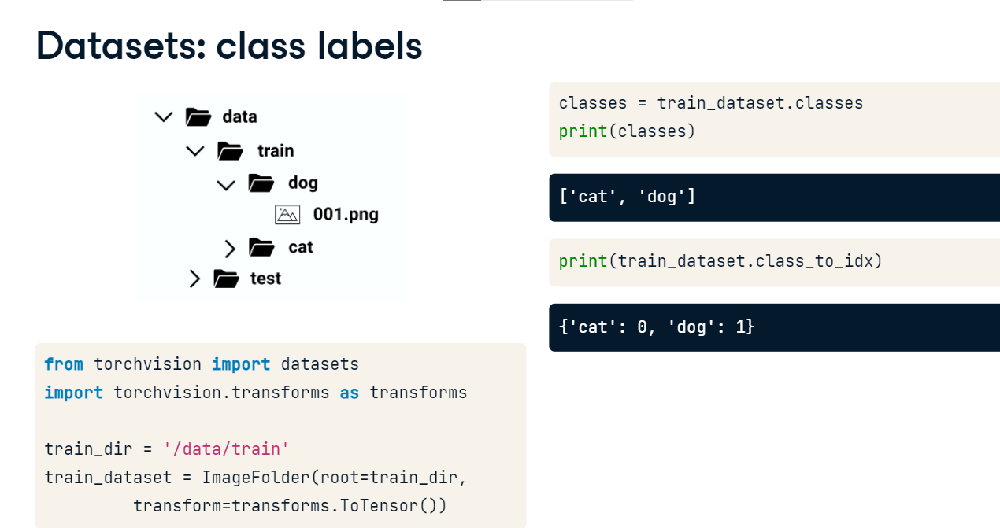 Datasets: class labels
data
train
dog
001.png
cat
test
from torchvision import datasets
import torchvision.transforms as transforms

train_dir = '/data/train'
train_dataset = ImageFolder(root=train_dir,
         transform=transforms.ToTensor())
classes = train_dataset.classes
print(classes)
['cat', 'dog']
print(train_dataset.class_to_idx)
{'cat': 0, 'dog': 1}